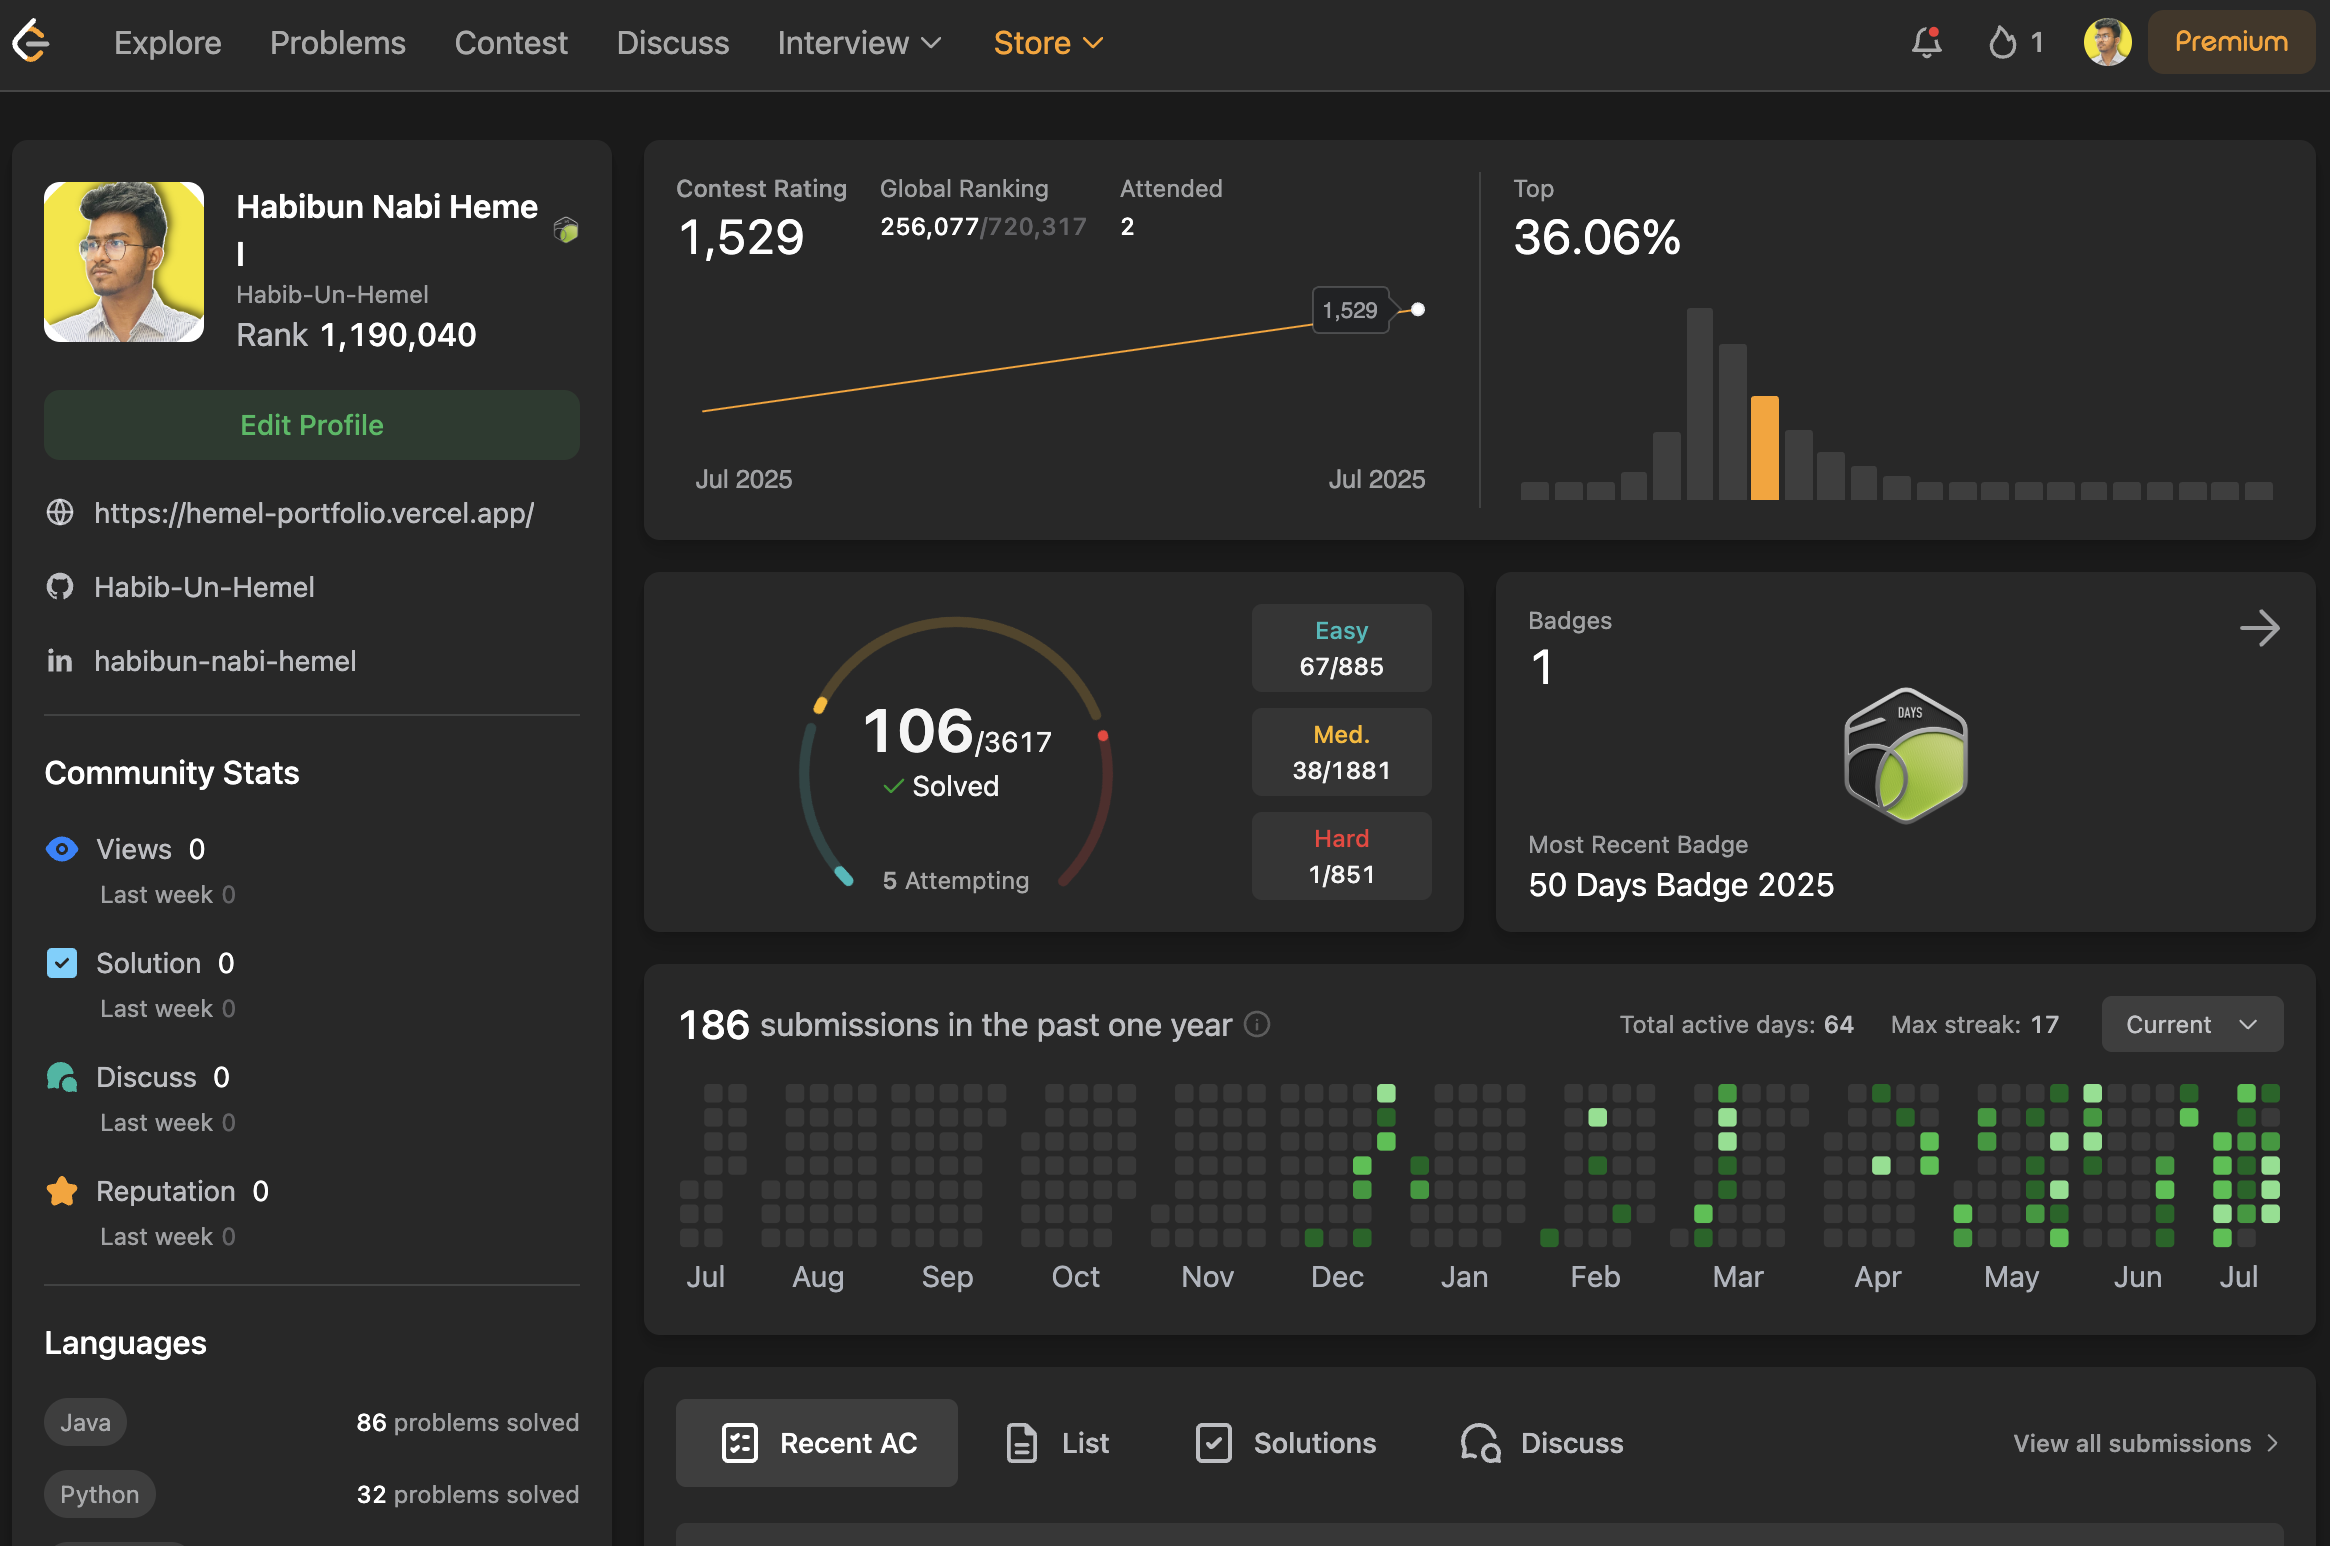 Explore Problems Contest Discuss Interview Store 1 Premium
Habibun Nabi Heme
l
Habib-Un-Hemel
Rank 1,190,040
Edit Profile
https://hemel-portfolio.vercel.app/
Habib-Un-Hemel
habibun-nabi-hemel
Community Stats
Views 0
Last week 0
Solution 0
Last week 0
Discuss 0
Last week 0
Reputation 0
Last week 0
Languages
Java 86 problems solved
Python 32 problems solved
Contest Rating
1,529
Global Ranking
256,077/720,317
Attended
2
1,529
Jul 2025 Jul 2025
Top
36.06%
106/3617
Solved
5 Attempting
Easy
67/885
Med.
38/1881
Hard
1/851
Badges
1
DAYS
Most Recent Badge
50 Days Badge 2025
186 submissions in the past one year
Total active days: 64 Max streak: 17 Current
Jul Aug Sep Oct Nov Dec Jan Feb Mar Apr May Jun Jul
Recent AC List Solutions Discuss View all submissions